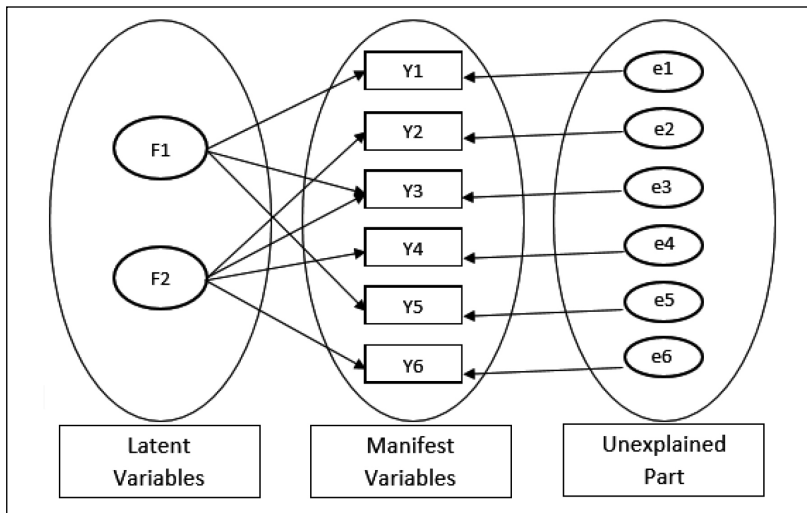 F1
F2
Y1
Y2
Y3
Y4
Y5
Y6
e1
e2
e3
e4
e5
e6
Latent
Variables
Manifest
Variables
Unexplained
Part